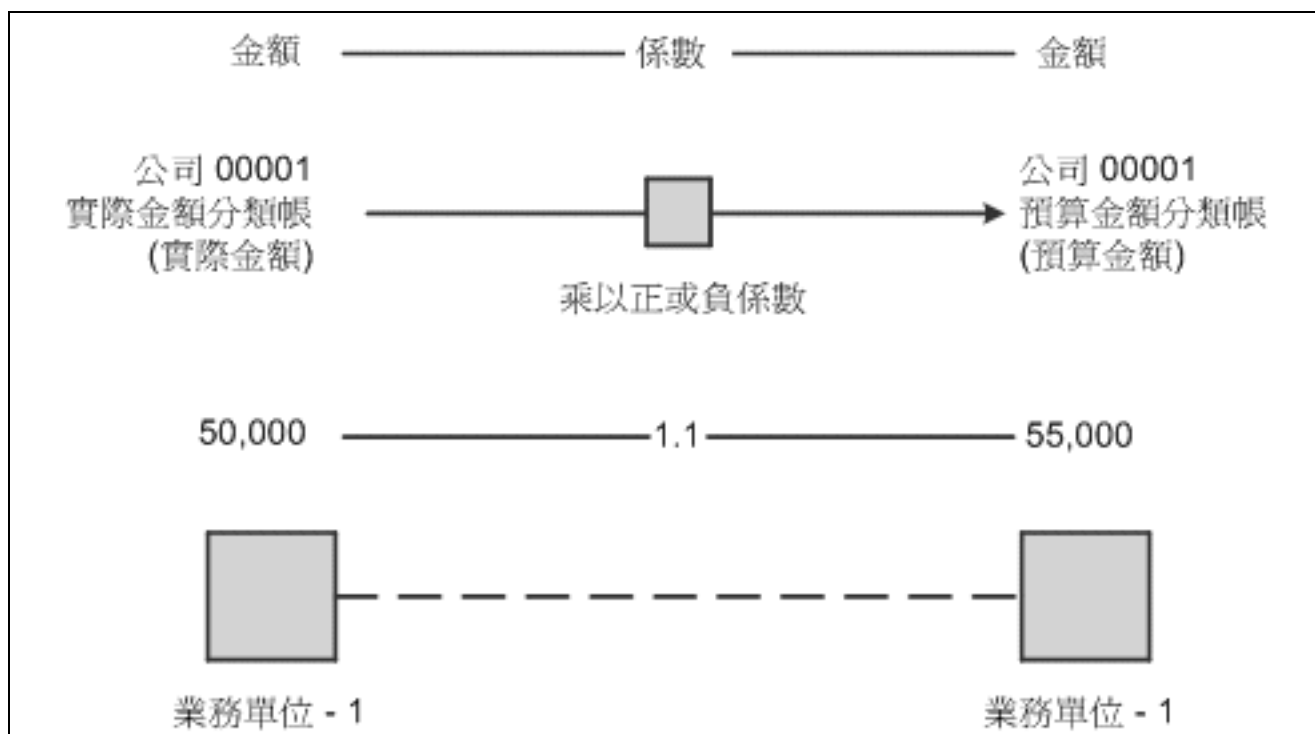 金額 係數 金額
公司 00001
實際金額分類帳
(實際金額)
公司 00001
預算金額分類帳
(預算金額)
乘以正或負係數
50,000 1.1 55,000
業務單位 - 1 業務單位 - 1